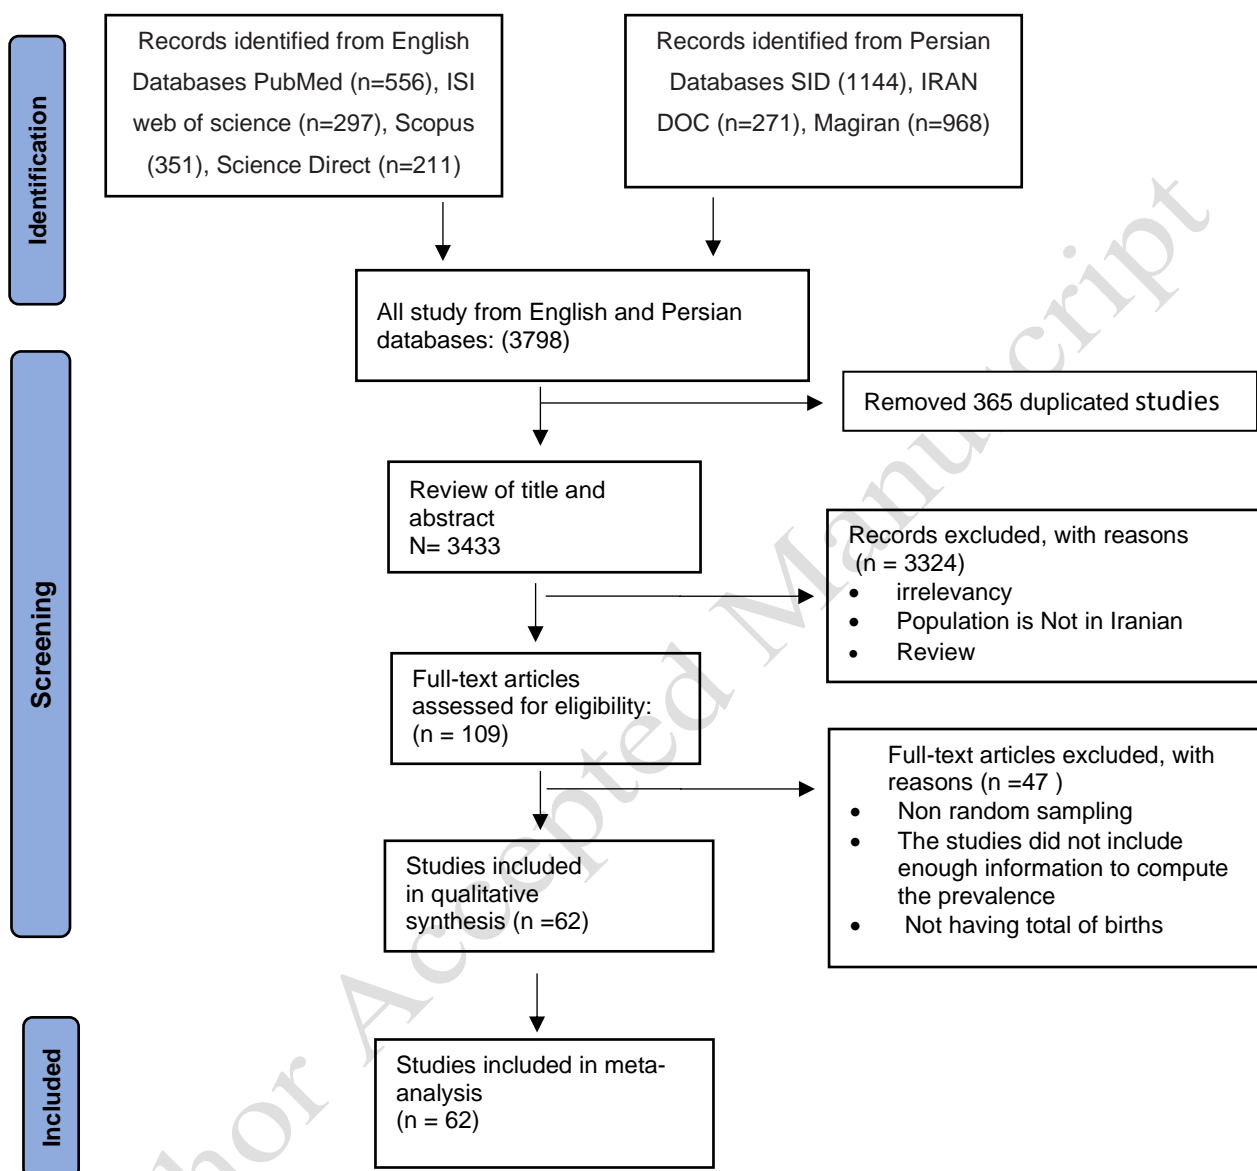 Identification
Records identified from English
Databases PubMed (n=556), ISI
web of science (n=297), Scopus
(351), Science Direct (n=211)
Records identified from Persian
Databases SID (1144), IRAN
DOC (n=271), Magiran (n=968)
All study from English and Persian
databases: (3798)
Removed 365 duplicated studies
Screening
Review of title and
abstract
N= 3433
Records excluded, with reasons
(n = 3324)
• irrelevancy
• Population is Not in Iranian
• Review
Full-text articles
assessed for eligibility:
(n = 109)
Full-text articles excluded, with
reasons (n =47 )
• Non random sampling
• The studies did not include
enough information to compute
the prevalence
• Not having total of births
Studies included
in qualitative
synthesis (n =62)
Included
Studies included in meta-
analysis
(n = 62)
hor Accepted Manuscript